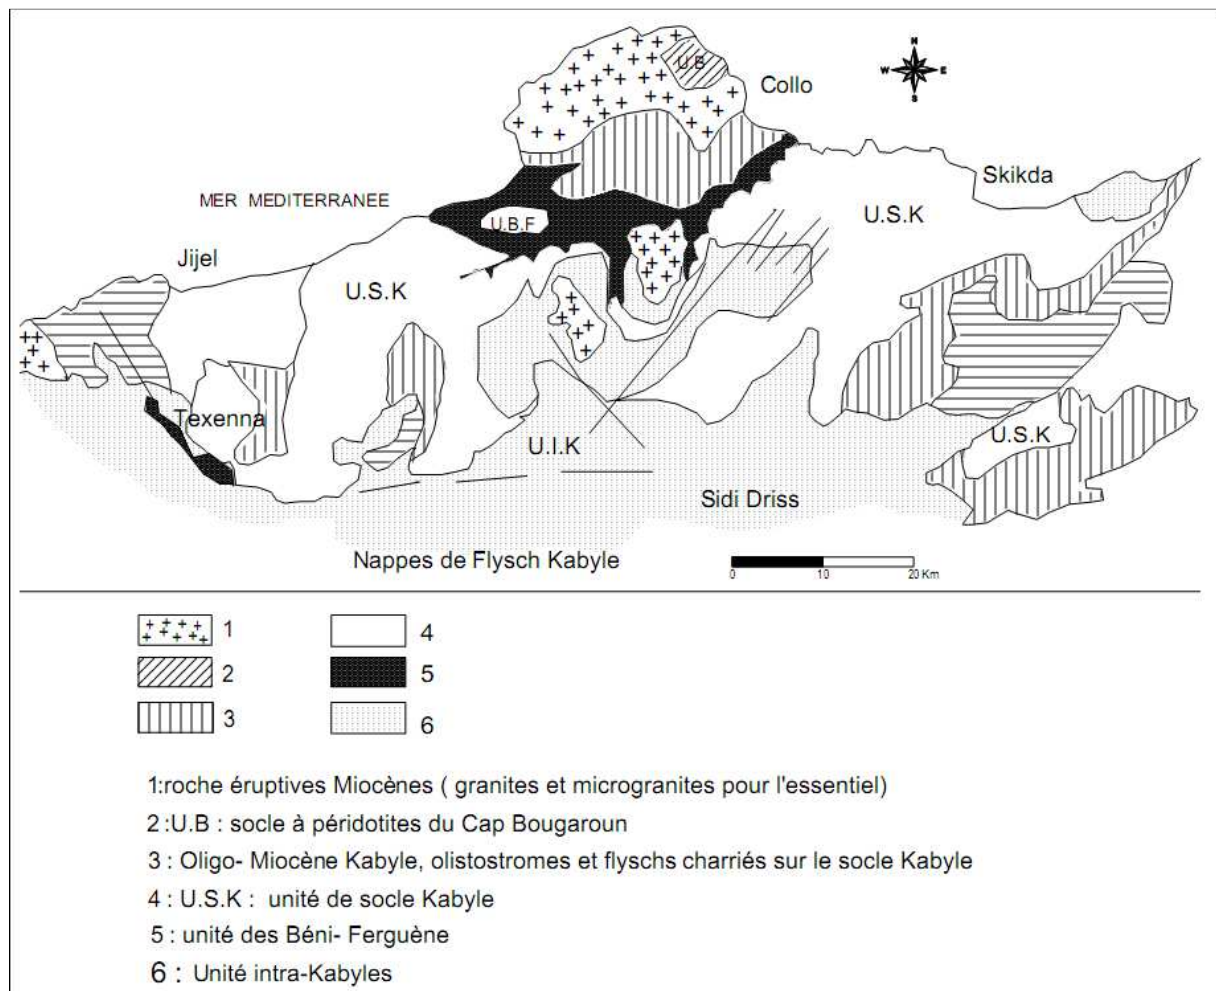 N
W E
S
U.B
Collo
Skikda
MER MEDITERRANEE
U.S.K
U.B.F
Jijel
U.S.K
Texenna
U.I.K
U.S.K
Sidi Driss
Nappes de Flysch Kabyle
0 10 20 Km
1 4
2 5
3 6
1:roche éruptives Miocènes ( granites et microgranites pour l'essentiel)
2 :U.B : socle à péridotites du Cap Bougaroun
3 : Oligo- Miocène Kabyle, olistostromes et flyschs charriés sur le socle Kabyle
4 : U.S.K : unité de socle Kabyle
5 : unité des Béni- Ferguène
6 : Unité intra-Kabyles